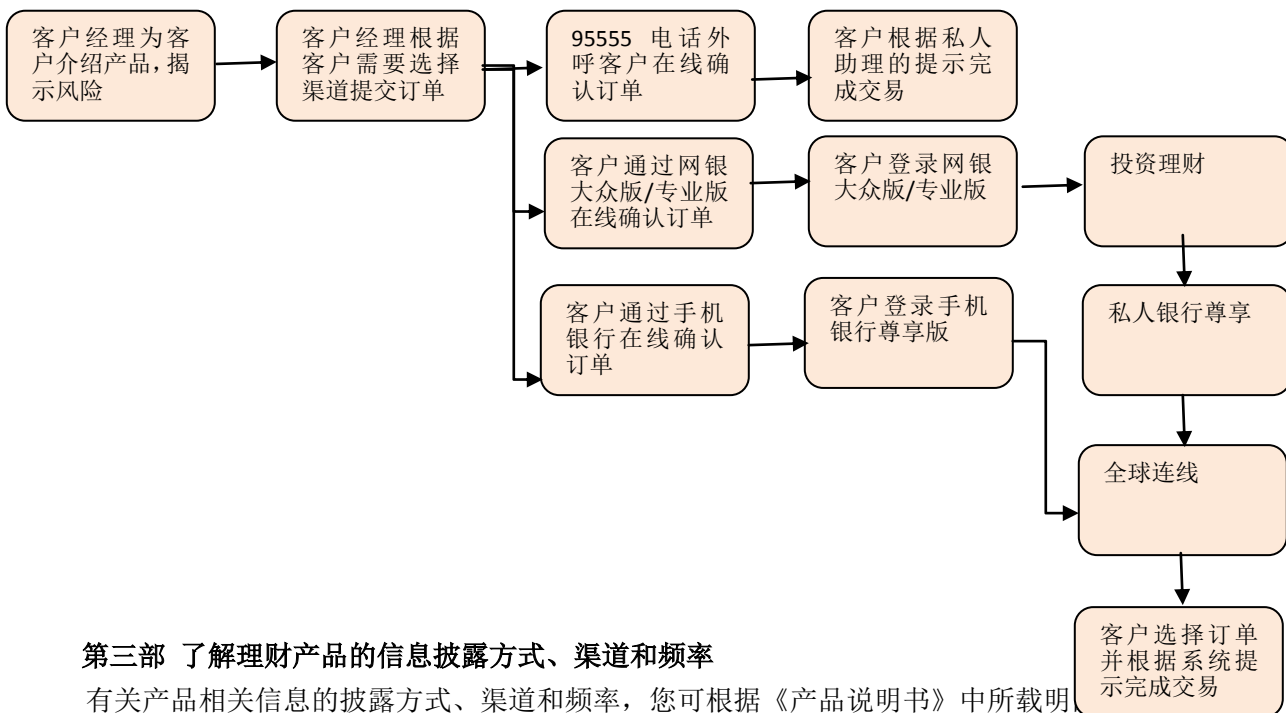 客户经理为客
户介绍产品，揭
示风险
客户经理根据
客户需要选择
渠道提交订单
95555 电话外
呼客户在线确
认订单
客户根据私人
助理的提示完
成交易
客户通过网银
大众版/专业版
在线确认订单
客户登录网银
大众版/专业版
投资理财
客户通过手机
银行在线确认
订单
客户登录手机
银行尊享版
私人银行尊享
全球连线
客户选择订单
并根据系统提
示完成交易
第三部 了解理财产品的信息披露方式、渠道和频率
有关产品相关信息的披露方式、渠道和频率，您可根据《产品说明书》中所载明